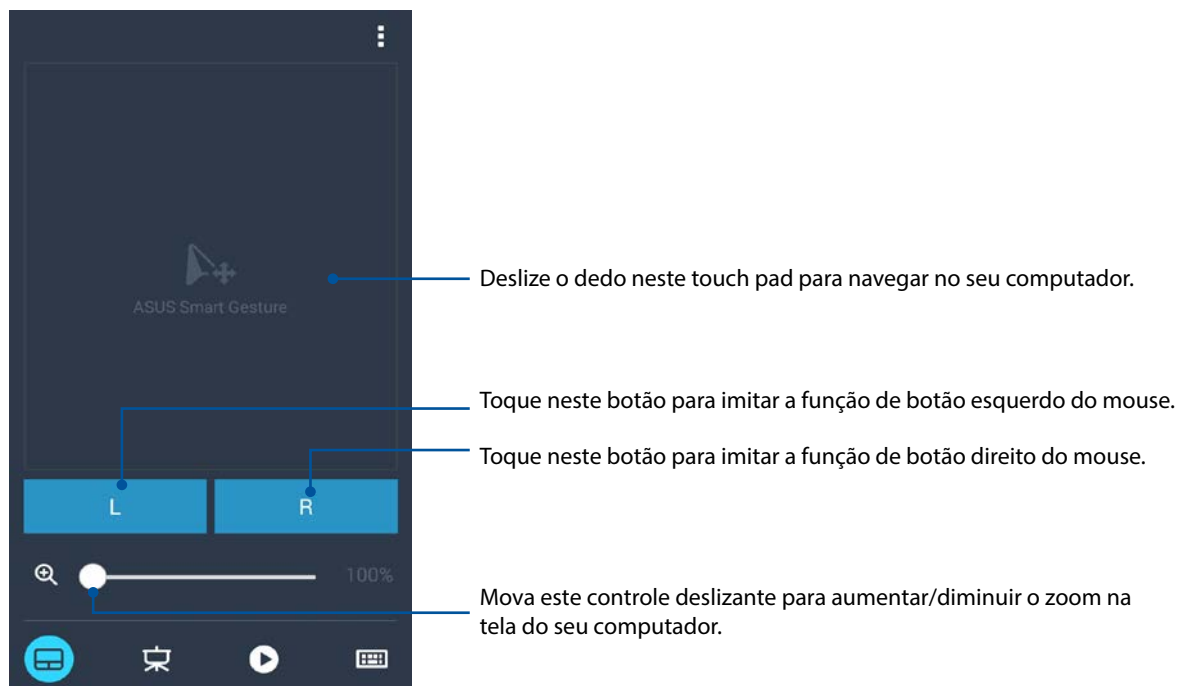 ASUS Smart Gesture
Deslize o dedo neste touch pad para navegar no seu computador.
Toque neste botão para imitar a função de botão esquerdo do mouse.
Toque neste botão para imitar a função de botão direito do mouse.
L
R
100%
Mova este controle deslizante para aumentar/diminuir o zoom na
tela do seu computador.